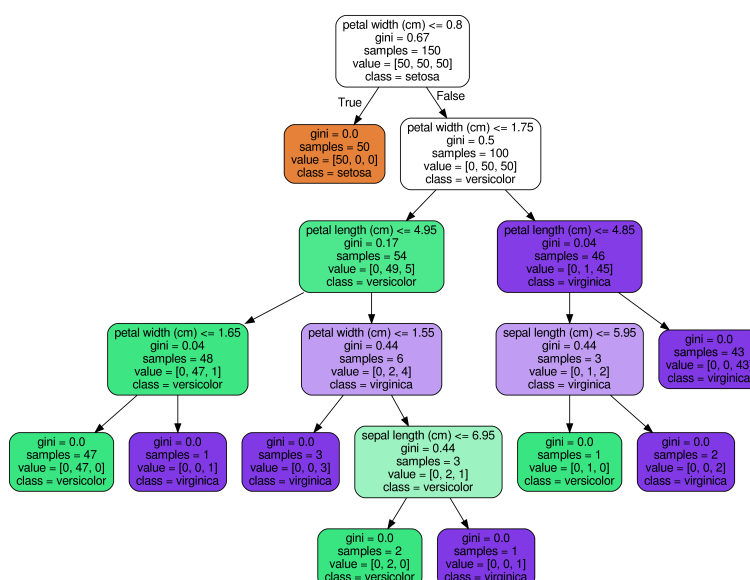 petal width (cm) <= 0.8
gini = 0.67
samples = 150
value = [50, 50, 50]
class = setosa
True
False
gini = 0.0
samples = 50
value = [50, 0, 0]
class = setosa
petal width (cm) <= 1.75
gini = 0.5
samples = 100
value = [0, 50, 50]
class = versicolor
petal length (cm) <= 4.95
gini = 0.17
samples = 54
value = [0, 49, 5]
class = versicolor
petal length (cm) <= 4.85
gini = 0.04
samples = 46
value = [0, 1, 45]
class = virginica
petal width (cm) <= 1.65
gini = 0.04
samples = 48
value = [0, 47, 1]
class = versicolor
petal width (cm) <= 1.55
gini = 0.44
samples = 6
value = [0, 2, 4]
class = virginica
sepal length (cm) <= 5.95
gini = 0.44
samples = 3
value = [0, 1, 2]
class = virginica
gini = 0.0
samples = 43
value = [0, 0, 43
class = virginica
gini = 0.0
samples = 47
value = [0, 47, 0]
class = versicolor
gini = 0.0
samples = 1
value = [0, 0, 1]
class = virginica
gini = 0.0
samples = 3
value = [0, 0, 3]
class = virginica
sepal length (cm) <= 6.95
gini = 0.44
samples = 3
value = [0, 2, 1]
class = versicolor
gini = 0.0
samples = 1
value = [0, 1, 0]
class = versicolor
gini = 0.0
samples = 2
value = [0, 0, 2]
class = virginica
gini = 0.0
samples = 2
value = [0, 2, 0]
class = versicolor
gini = 0.0
samples = 1
value = [0, 0, 1]
class = virginica